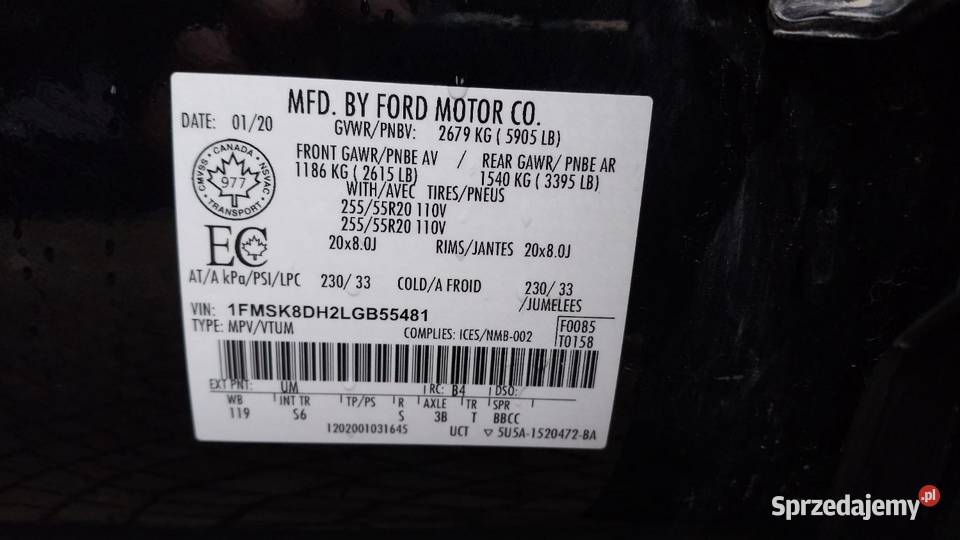 MFD. BY FORD MOTOR CO.
DATE: 01/20
GVWR/PNBV: 2679 KG ( 5905 LB)
FRONT GAWR/PNBE AV / REAR GAWR/ PNBE AR
1186 KG ( 2615 LB) 1540 KG ( 3395 LB)
WITH/AVEC TIRES/PNEUS
255/55R20 110V
255/55R20 110V
20x8.0J RIMS/JANTES 20x8.0J
CANADA
CMVSS NSVAC
977
TRANSPORT
EC
AT/A kPa/PSI/LPC 230/ 33 COLD/A FROID 230/ 33
/JUMELEES
VIN: 1FMSK8DH2LGB55481
TYPE: MPV/VTUM COMPLIES: ICES/NMB-002
F0085
T0158
EXT PNT: UM RC: B4 DSO:
WB INT TR TP/PS R AXLE TR SPR
119 S6 S 3B T BBCC
1202001031645 UCT ▽ 5U5A-1520472-BA
Sprzedajemy.pl